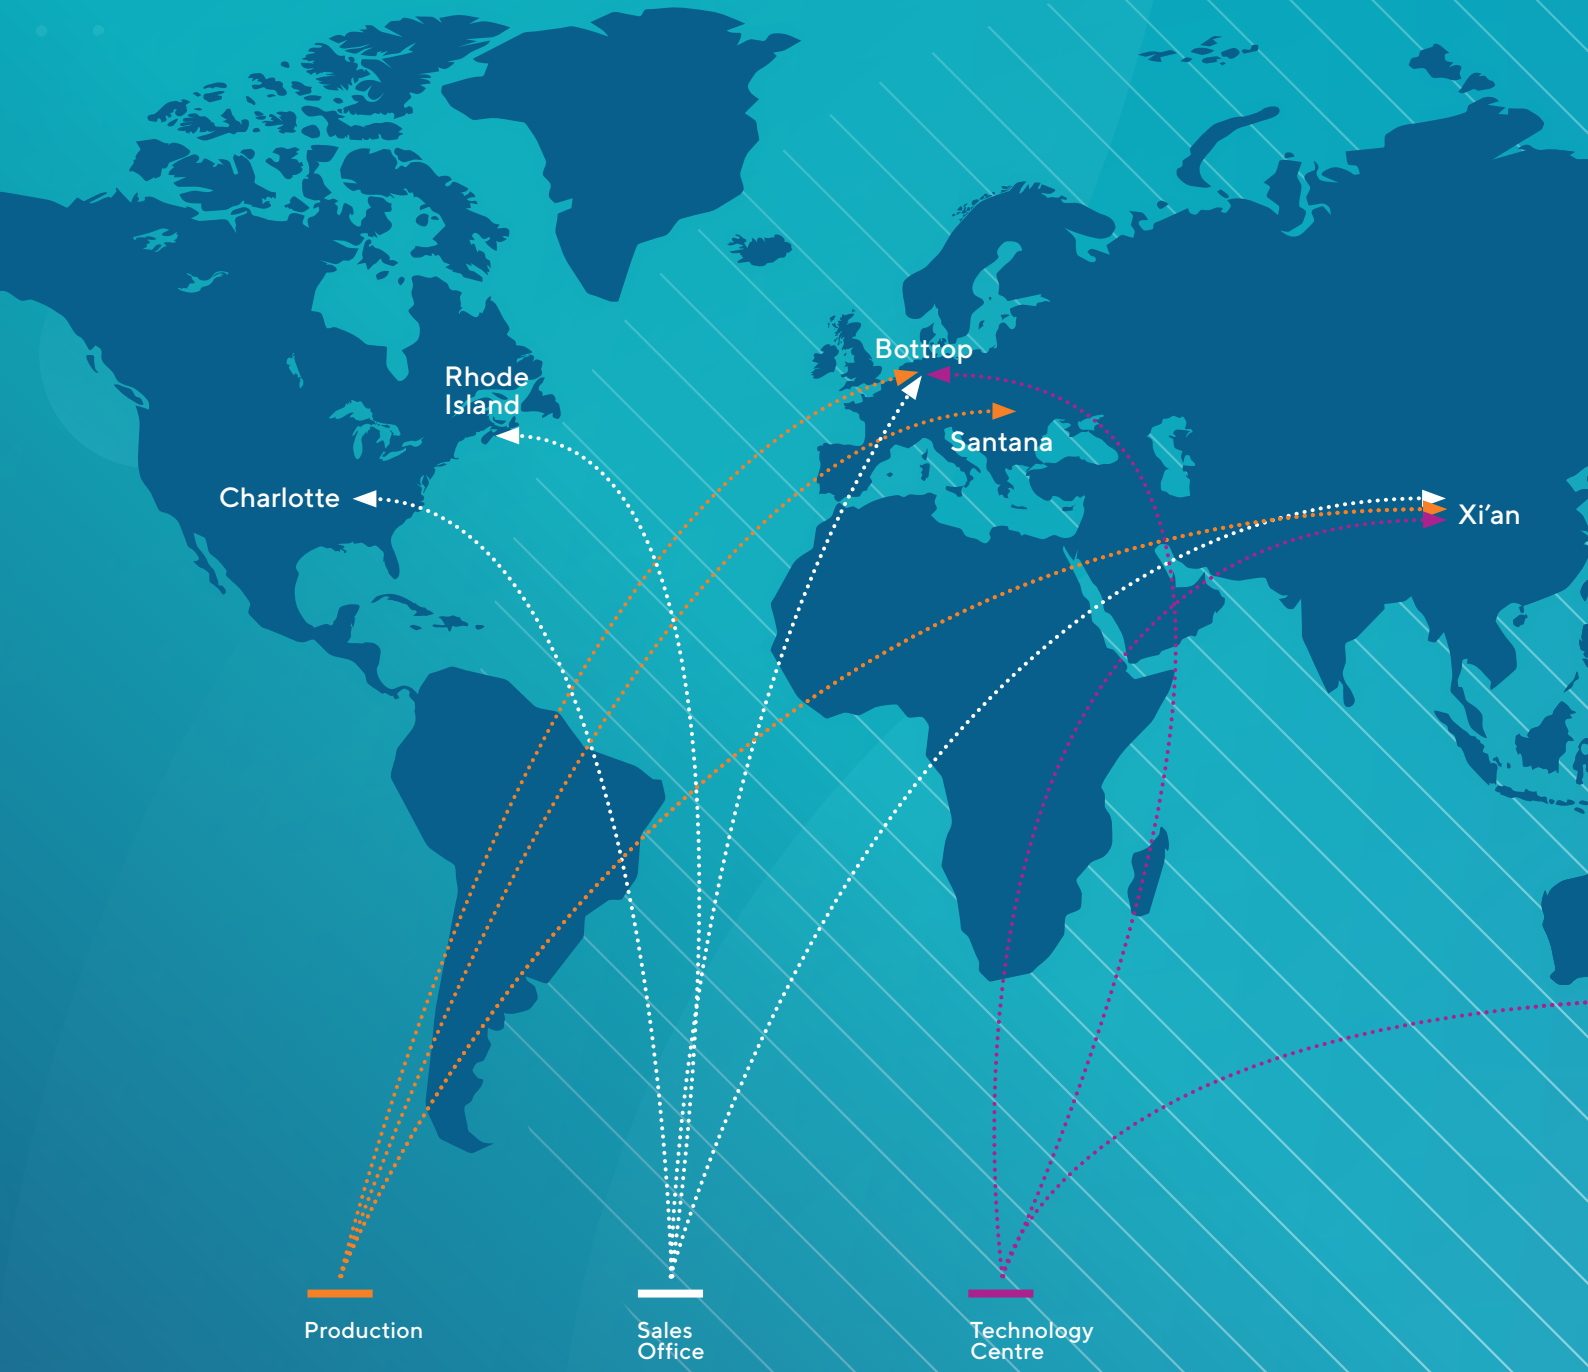 Bottrop
Rhode
Island
Santana
Charlotte
Xi’an
Production
Sales
Office
Technology
Centre